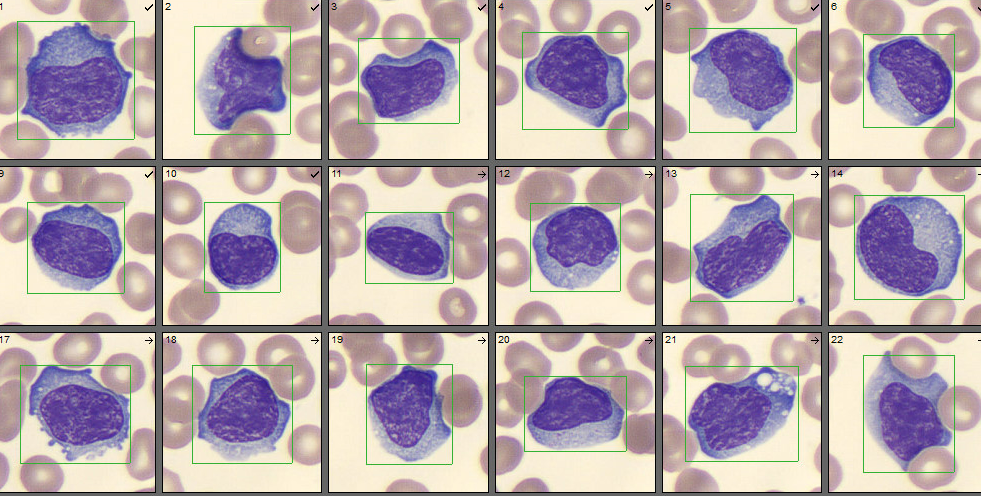 1 ✓ 2 ✓ 3 ✓ 4 ✓ 5 ✓ 6
9 ✓ 10 ✓ 11 → 12 → 13 → 14
17 → 18 → 19 → 20 → 21 → 22